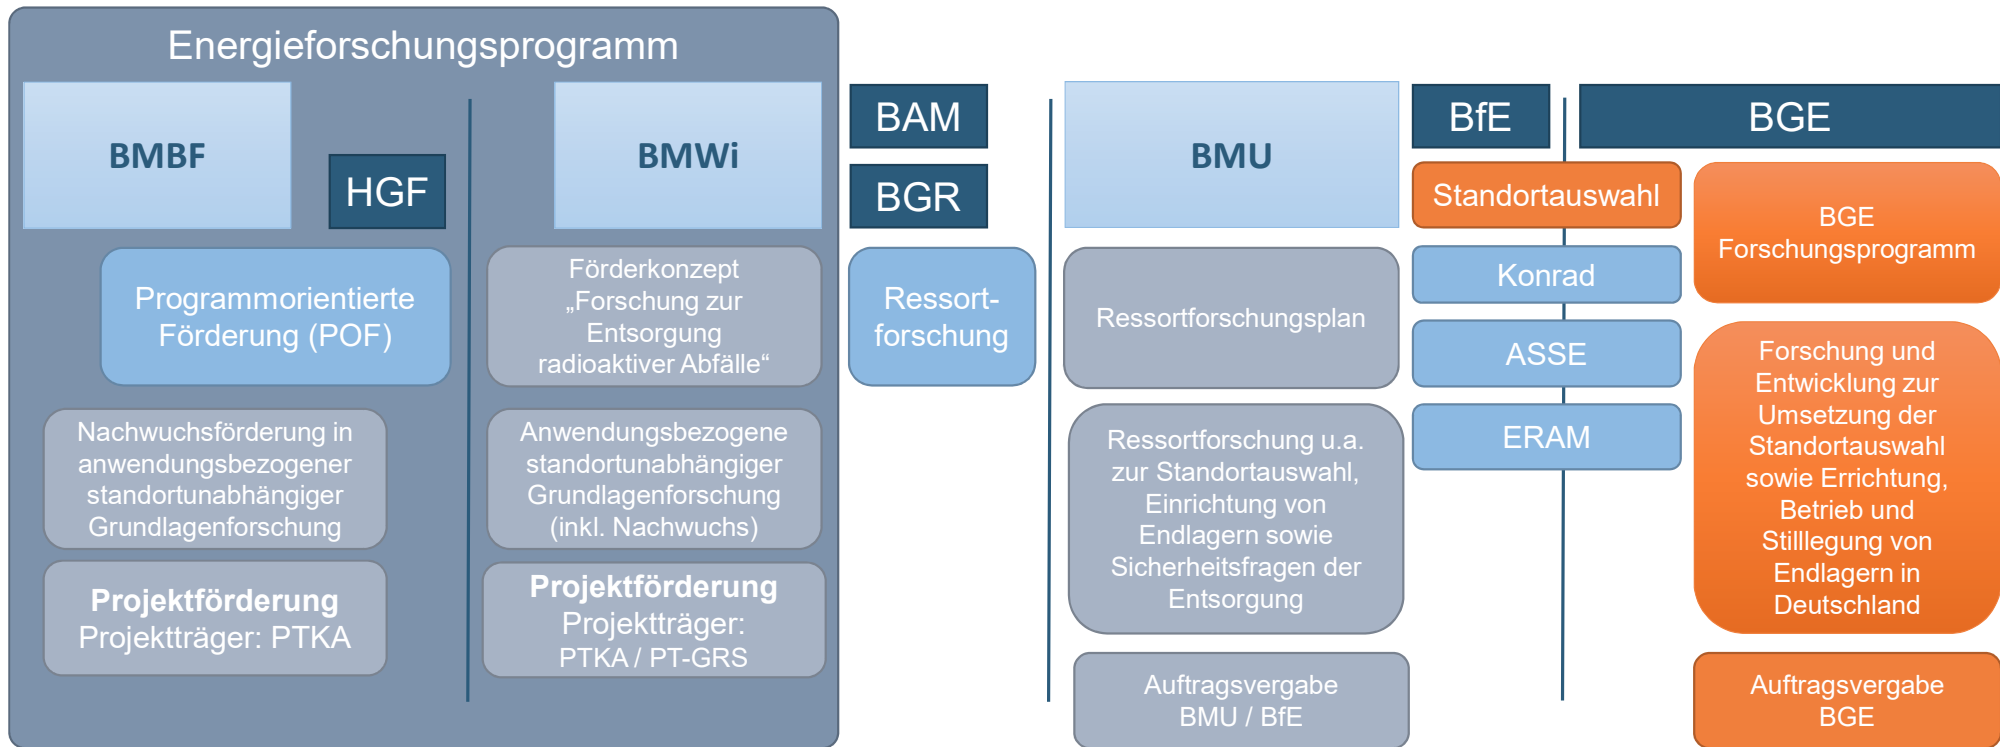 Energieforschungsprogramm
BMBF
HGF
Programmorientierte
Förderung (POF)
Nachwuchsförderung in
anwendungsbezogener
standortunabhängiger
Grundlagenforschung
Projektförderung
Projektträger: PTKA
BMWi
Förderkonzept
„Forschung zur
Entsorgung
radioaktiver Abfälle“
Anwendungsbezogene
standortunabhängiger
Grundlagenforschung
(inkl. Nachwuchs)
Projektförderung
Projektträger:
PTKA / PT-GRS
BAM
BGR
Ressort-
forschung
BMU
Ressortforschungsplan
Ressortforschung u.a.
zur Standortauswahl,
Einrichtung von
Endlagern sowie
Sicherheitsfragen der
Entsorgung
Auftragsvergabe
BMU / BfE
BfE
Standortauswahl
Konrad
ASSE
ERAM
BGE
BGE
Forschungsprogramm
Forschung und
Entwicklung zur
Umsetzung der
Standortauswahl
sowie Errichtung,
Betrieb und
Stilllegung von
Endlagern in
Deutschland
Auftragsvergabe
BGE